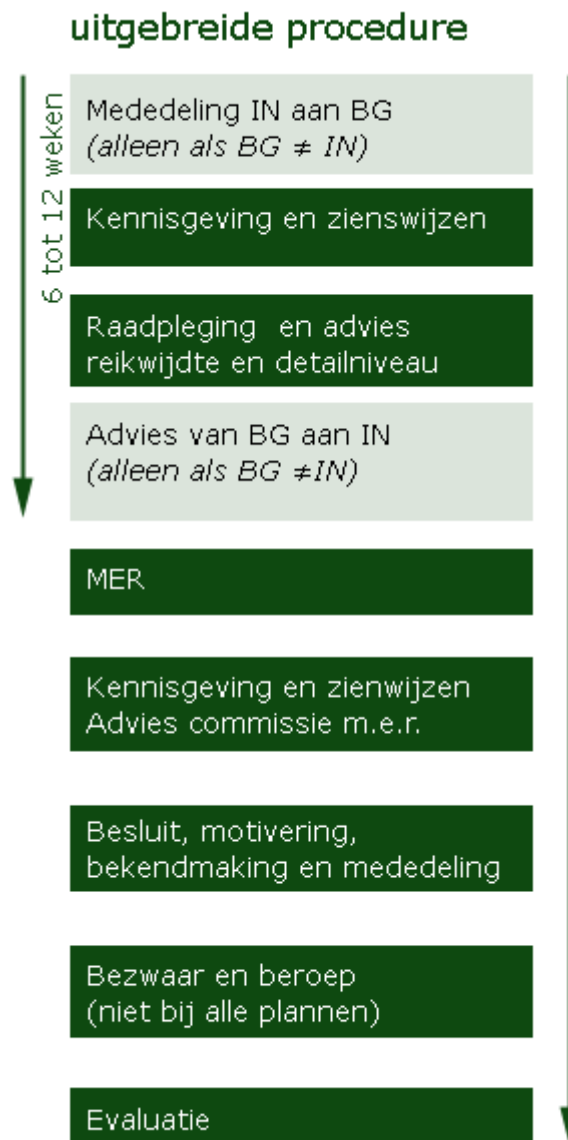 uitgebreide procedure
6 tot 12 weken
Mededeling IN aan BG
(alleen als BG ≠ IN)
Kennisgeving en zienswijzen
Raadpleging en advies
reikwijdte en detailniveau
Advies van BG aan IN
(alleen als BG ≠IN)
MER
Kennisgeving en zienwijzen
Advies commissie m.e.r.
Besluit, motivering,
bekendmaking en mededeling
Bezwaar en beroep
(niet bij alle plannen)
Evaluatie